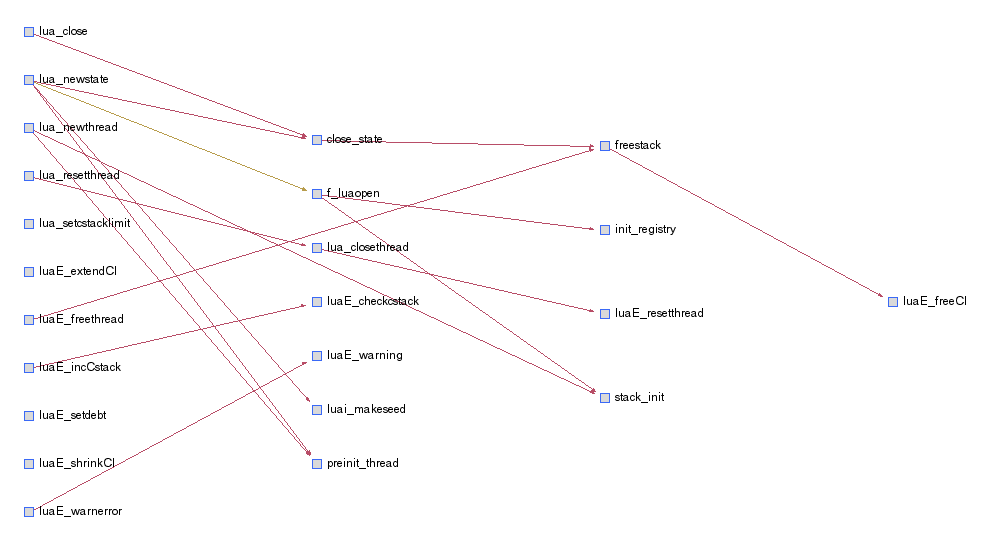 lua_close
lua_newstate
lua_newthread
lua_resetthread
lua_setcstacklimit
luaE_extendCI
luaE_freethread
luaE_incCstack
luaE_setdebt
luaE_shrinkCI
luaE_warnerror
close_state
f_luaopen
lua_closethread
luaE_checkcstack
luaE_warning
luai_makeseed
preinit_thread
freestack
init_registry
luaE_resetthread
stack_init
luaE_freeCI